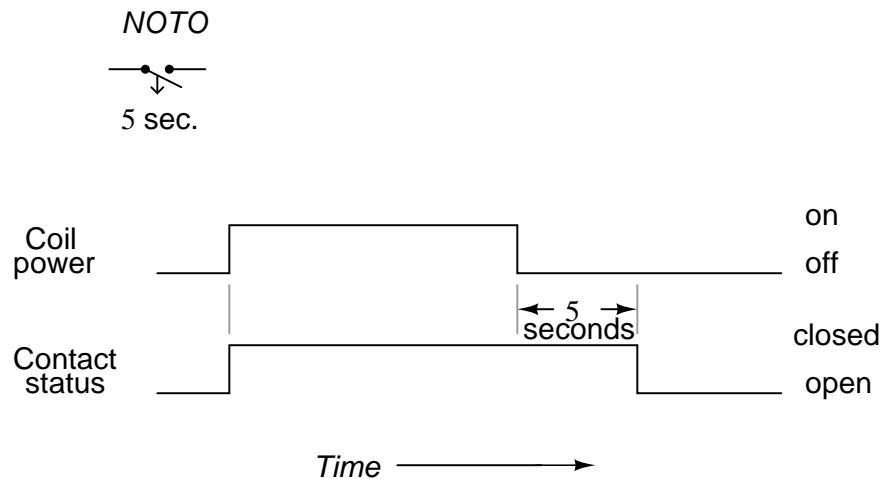 NOTO
5 sec.
Coil
power
on
off
5
seconds
Contact
status
closed
open
Time